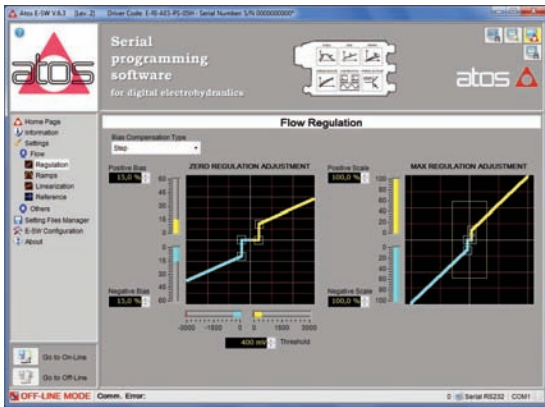 Atos E-SW V.6.3 [Lev. 2] Driver Code: E-RI-AES-PS-05H - Serial Number: S/N 0000000000*
atos
Serial
programming
software
for digital electrohydraulics
atos
Home Page
Information
Settings
Flow
Regulation
Ramps
Linearization
Reference
Others
Setting Files Manager
E-SW Configuration
About
Flow Regulation
Bias Compensation Type
Step
Positive Bias
15,0 %
ZERO REGULATION ADJUSTMENT
60
45
30
15
0
0
15
30
45
60
Negative Bias
15,0 %
-3000 -1500 0 0 1500 3000
400 mV Threshold
Positive Scale
100,0 %
MAX REGULATION ADJUSTMENT
100
80
60
40
20
0
0
20
40
60
80
100
Negative Scale
100,0 %
Go to On-Line
Go to Off-Line
OFF-LINE MODE Comm. Error: 0 Serial RS232 COM1